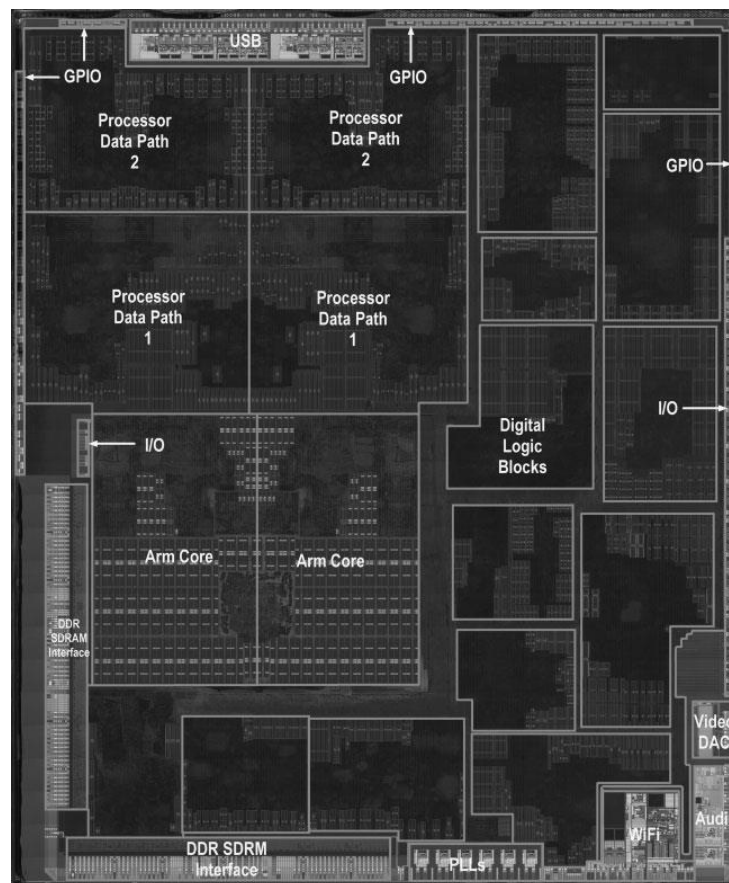 USB
GPIO
GPIO
Processor
Data Path
2
Processor
Data Path
2
GPIO
Processor
Data Path
1
Processor
Data Path
1
I/O
Digital
Logic
Blocks
I/O
Arm Core
Arm Core
DDR
SDRAM
Interface
Video
DAC
DDR SDRM
Interface
PLLs
WiFi
Audi